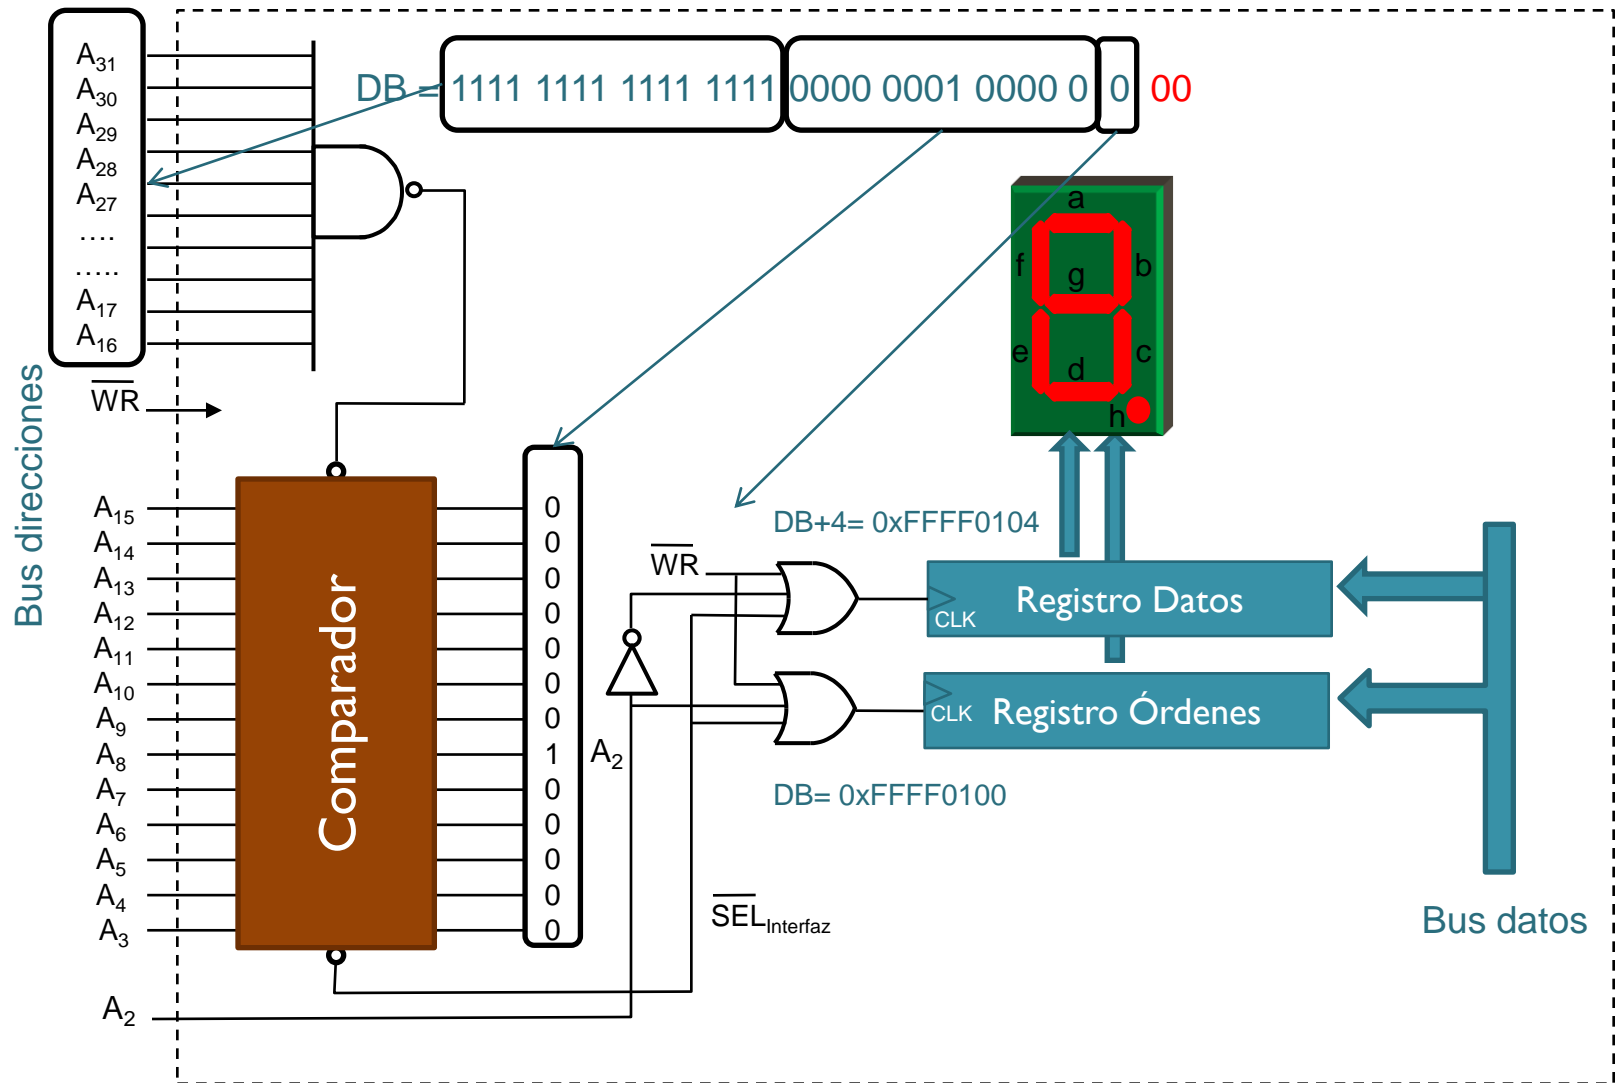 A31
A30
A29
A28
A27
....
.....
A17
A16
DB = 1111 1111 1111 1111 0000 0001 0000 0 0 00
a
f
g
b
e
d
c
h
Bus direcciones
WR
A15
A14
A13
A12
A11
A10
A9
A8
A7
A6
A5
A4
A3
A2
Comparador
0
0
0
0
0
0
0
1
0
0
0
0
0
A2
WR
DB+4= 0xFFFF0104
CLK
Registro Datos
CLK
Registro Órdenes
DB= 0xFFFF0100
SELInterfaz
Bus datos